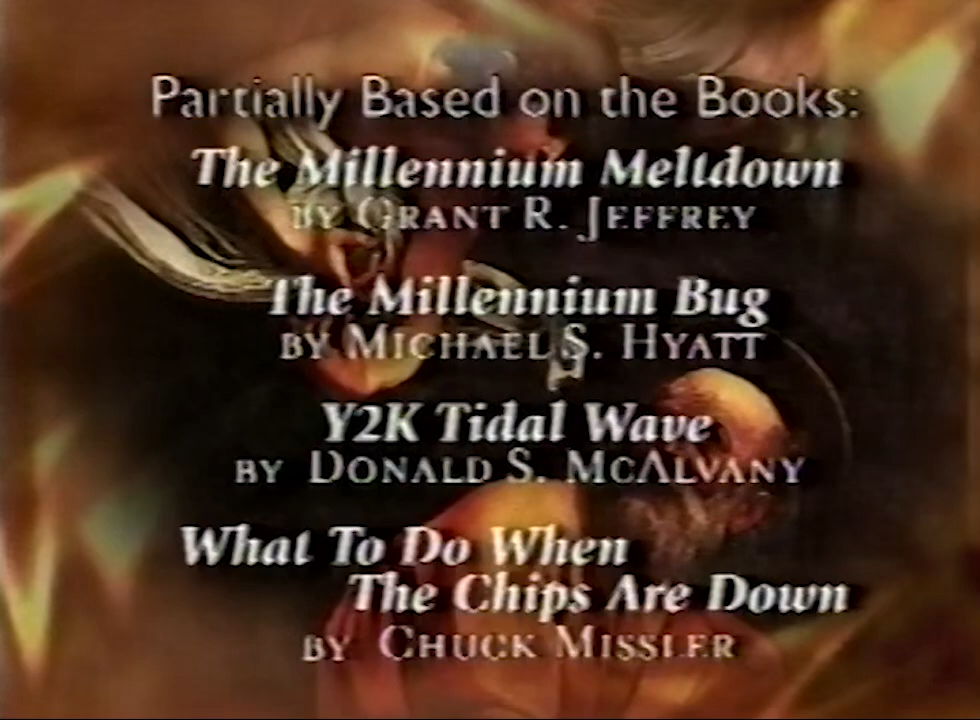 Partially Based on the Books:
The Millennium Meltdown
BY GRANT R. JEFFREY
The Millennium Bug
BY MICHAEL S. HYATT
Y2K Tidal Wave
BY DONALD S. MCALVANY
What To Do When
The Chips Are Down
BY CHUCK MISSLER